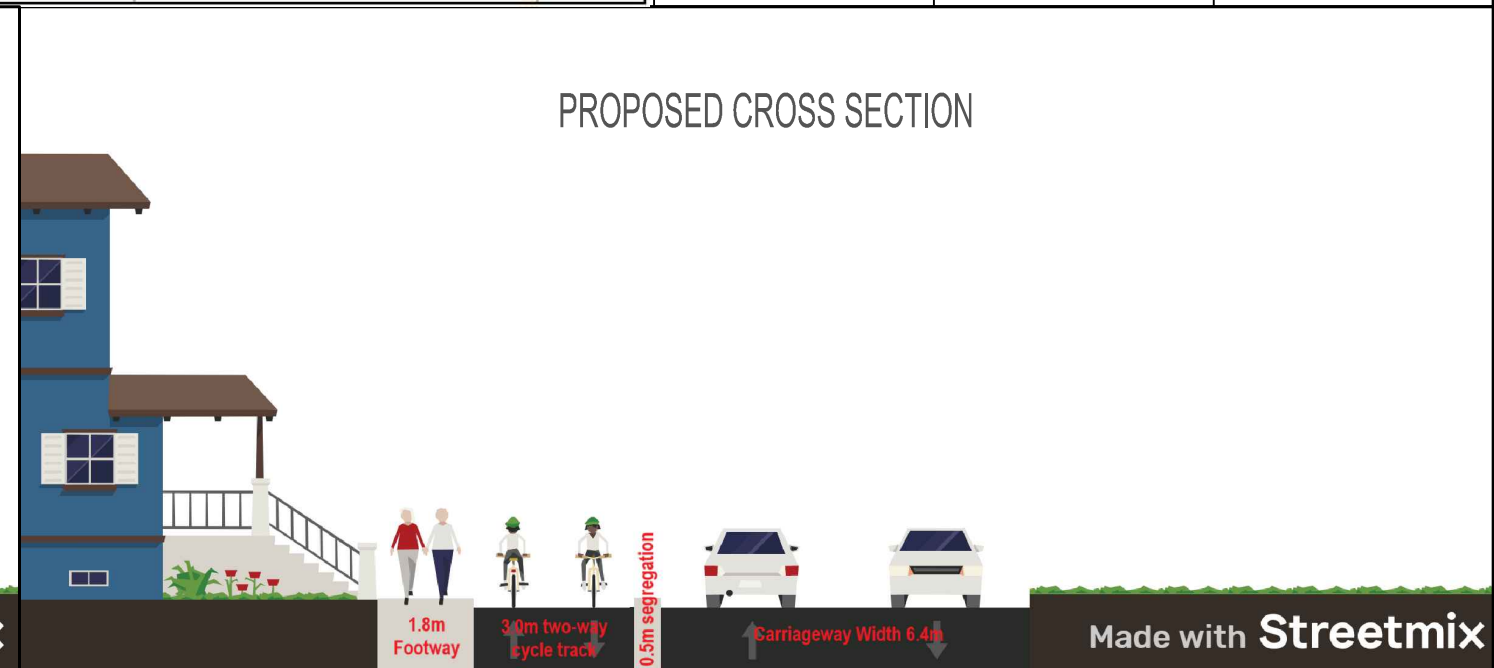 PROPOSED CROSS SECTION
1.8m
Footway
3.0m two-way
cycle track
0.5m segregation
Carriageway Width 6.4m
Made with Streetmix